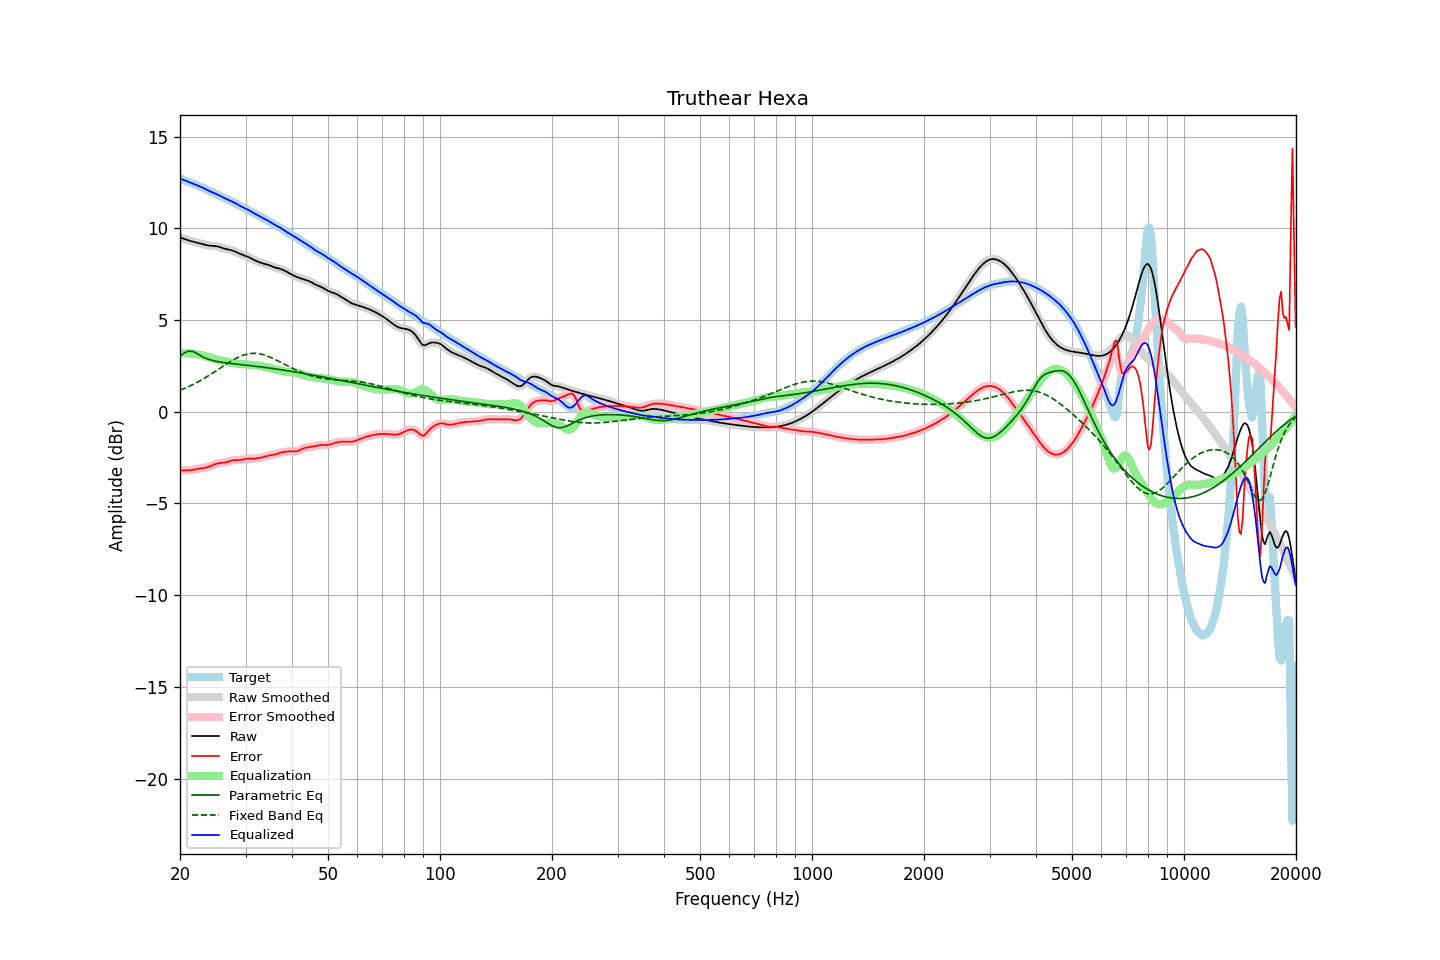 Truthear Hexa
15
10
5
0
−5
−10
−15
−20
Amplitude (dBr)
Target
Raw Smoothed
Error Smoothed
Raw
Error
Equalization
Parametric Eq
Fixed Band Eq
Equalized
20
50
100
200
500
1000
2000
5000
10000
20000
Frequency (Hz)